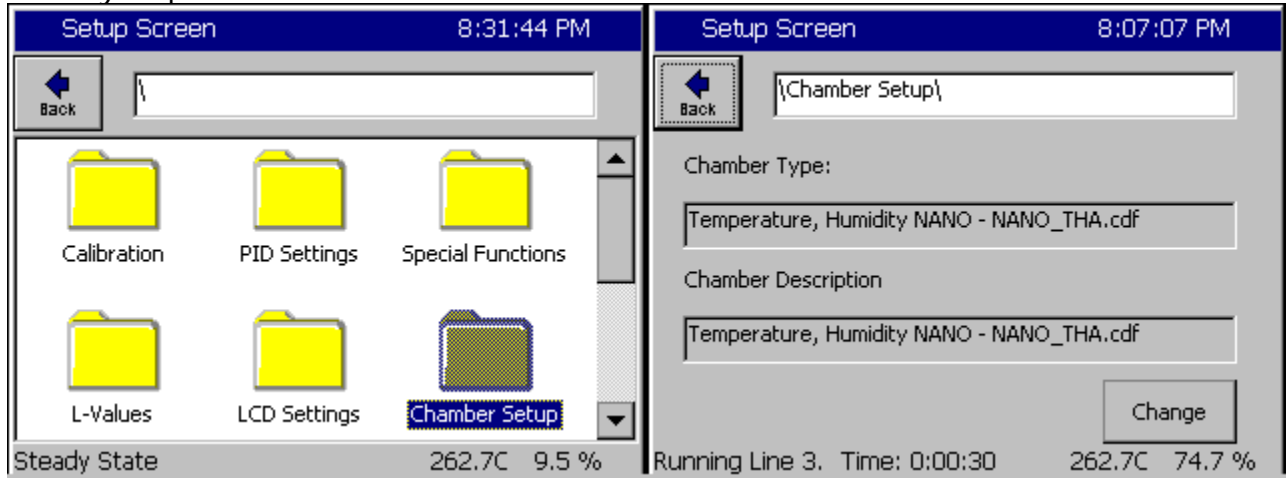 Setup Screen 8:31:44 PM
Back \
Calibration PID Settings Special Functions
L-Values LCD Settings Chamber Setup
Steady State 262.7C 9.5 %
Setup Screen 8:07:07 PM
Back \Chamber Setup\
Chamber Type:
Temperature, Humidity NANO - NANO_THA.cdf
Chamber Description
Temperature, Humidity NANO - NANO_THA.cdf
Change
Running Line 3. Time: 0:00:30 262.7C 74.7 %